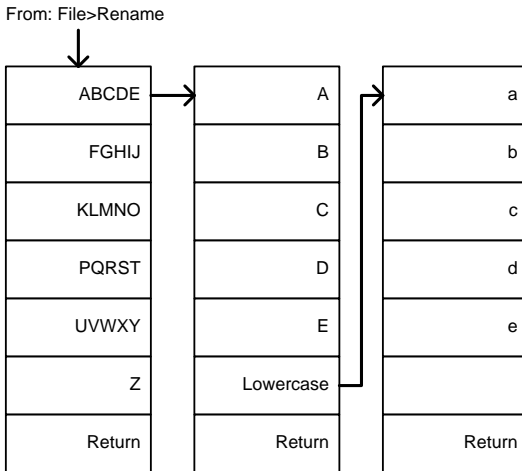 From: File>Rename
ABCDE
FGHIJ
KLMNO
PQRST
UVWXY
Z
Return
A
B
C
D
E
Lowercase
Return
a
b
c
d
e
Return